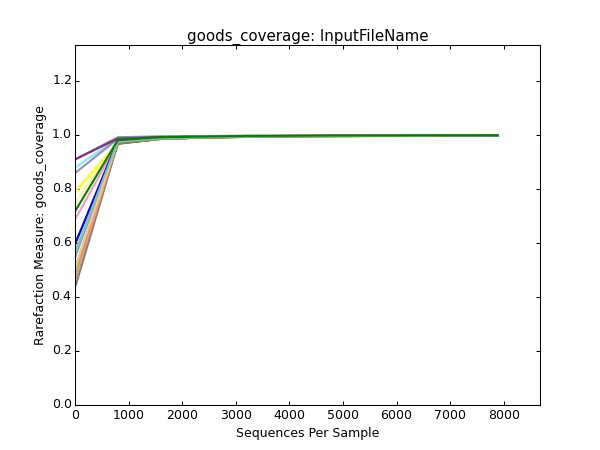 goods_coverage: InputFileName
1.2
1.0
0.8
0.6
0.4
0.2
0.0
Rarefaction Measure: goods_coverage
0 1000 2000 3000 4000 5000 6000 7000 8000
Sequences Per Sample